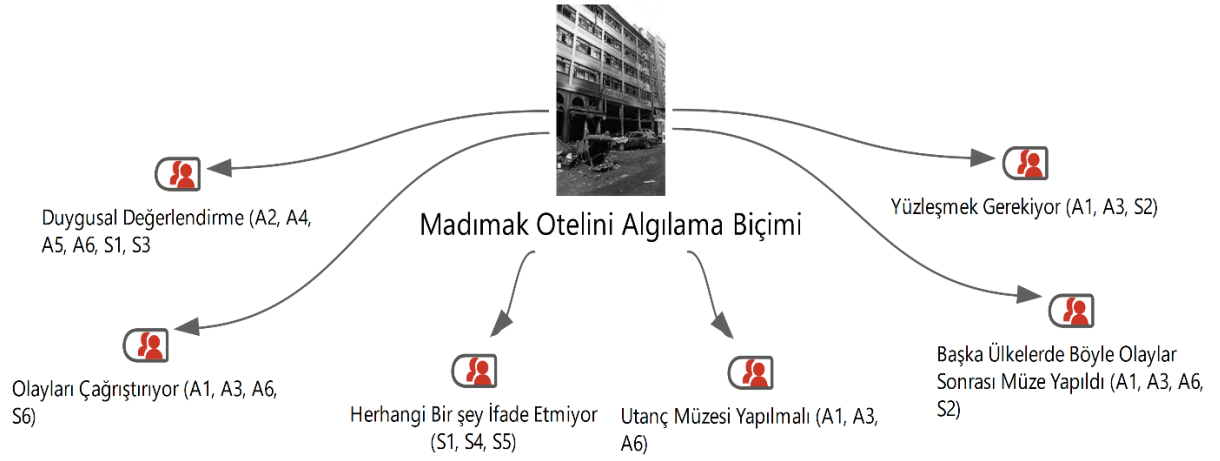 Madımak Otelini Algılama Biçimi
Duygusal Değerlendirme (A2, A4,
A5, A6, S1, S3
Yüzleşmek Gerekiyor (A1, A3, S2)
Olayları Çağrıştırıyor (A1, A3, A6,
S6)
Herhangi Bir şey İfade Etmiyor
(S1, S4, S5)
Utanç Müzesi Yapılmalı (A1, A3,
A6)
Başka Ülkelerde Böyle Olaylar
Sonrası Müze Yapıldı (A1, A3, A6,
S2)